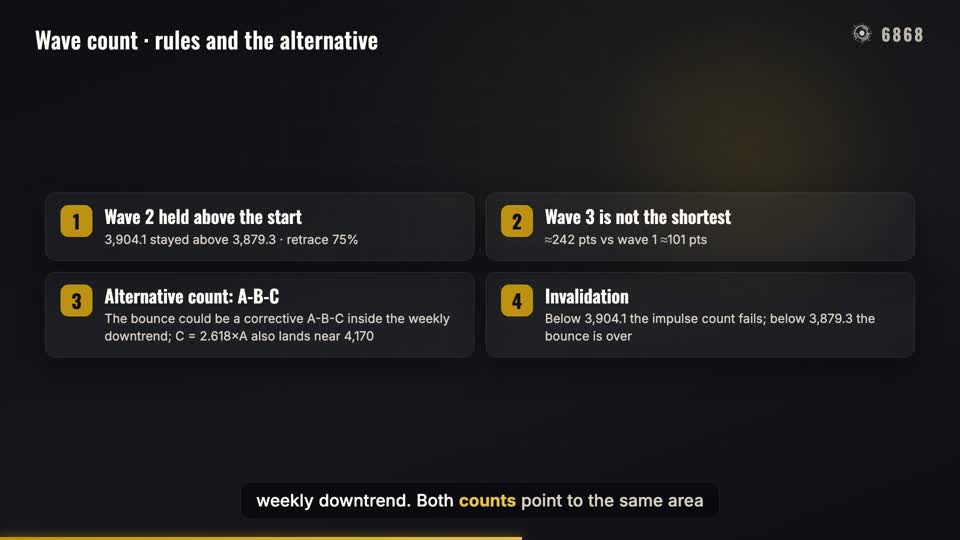 Wave count · rules and the alternative
6868
1
Wave 2 held above the start
3,904.1 stayed above 3,879.3 · retrace 75%
2
Wave 3 is not the shortest
≈242 pts vs wave 1 ≈101 pts
3
Alternative count: A-B-C
The bounce could be a corrective A-B-C inside the weekly
downtrend; C = 2.618×A also lands near 4,170
4
Invalidation
Below 3,904.1 the impulse count fails; below 3,879.3 the
bounce is over
weekly downtrend. Both counts point to the same area